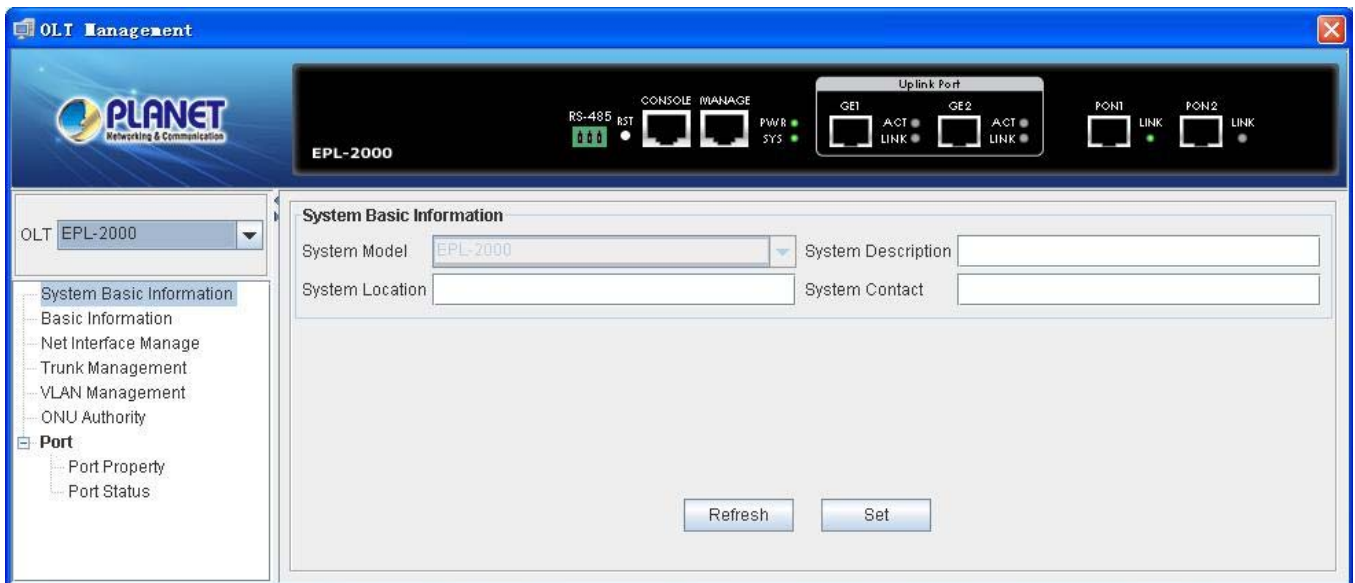 OLT Management
PLANET
Networking & Communication
EPL-2000
RS-485 RST
CONSOLE MANAGE
PWR
SYS
Uplink Port
GE1 GE2
ACT ACT
LINK LINK
PON1 PON2
LINK LINK
OLT EPL-2000
System Basic Information
Basic Information
Net Interface Manage
Trunk Management
VLAN Management
ONU Authority
Port
Port Property
Port Status
System Basic Information
System Model EPL-2000 System Description
System Location System Contact
Refresh Set